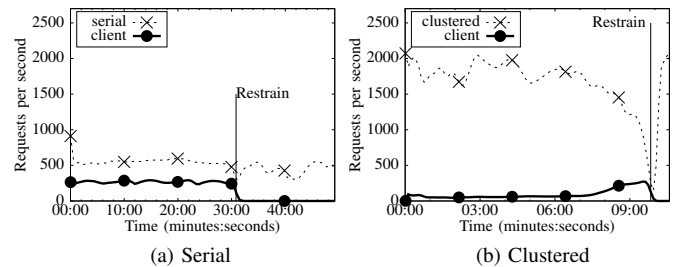 2500
2000
1500
1000
500
0
Requests per second
serial
client
Restrain
00:00 10:00 20:00 30:00 40:00
Time (minutes:seconds)
(a) Serial
2500
2000
1500
1000
500
0
Requests per second
clustered
client
Restrain
00:00 03:00 06:00 09:00
Time (minutes:seconds)
(b) Clustered